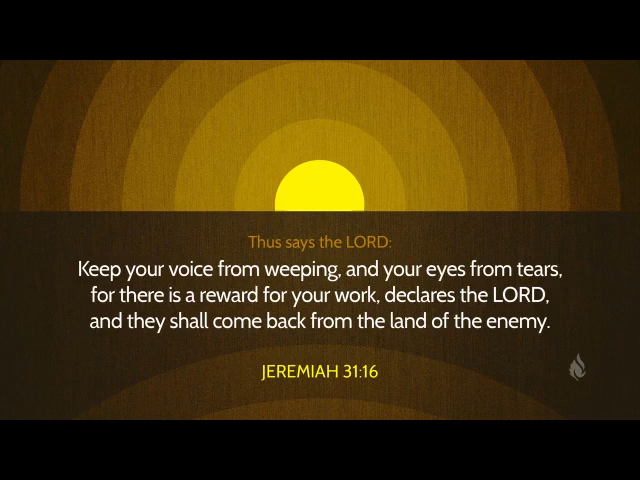 Thus says the LORD:
Keep your voice from weeping, and your eyes from tears,
for there is a reward for your work, declares the LORD,
and they shall come back from the land of the enemy.
JEREMIAH 31:16